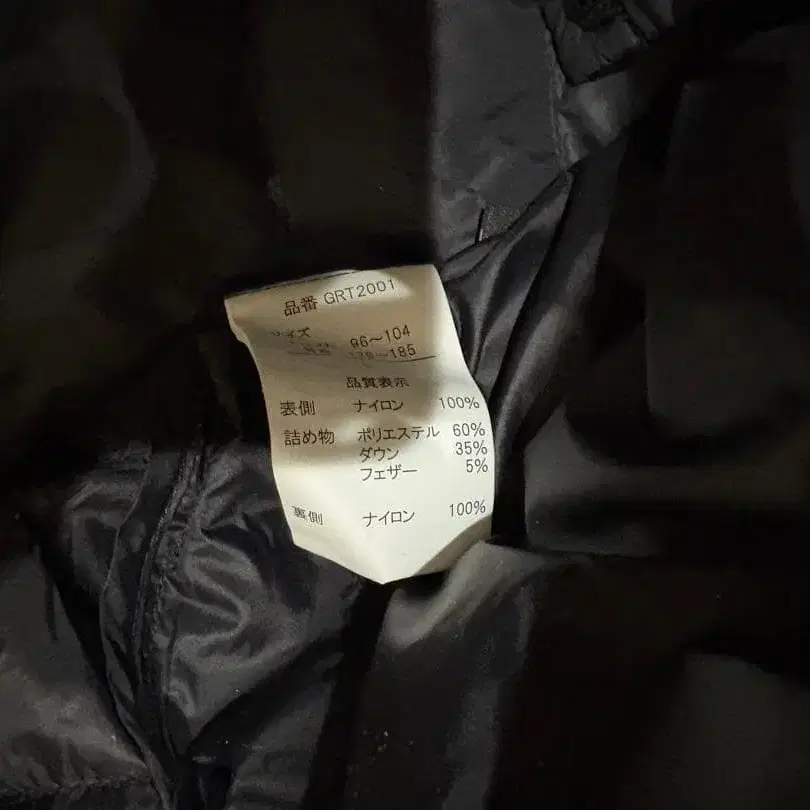 品番 GRT2001
サイズ
96～104
～185
品質表示
表側 ナイロン 100%
詰め物 ポリエステル 60%
ダウン 35%
フェザー 5%
裏側 ナイロン 100%